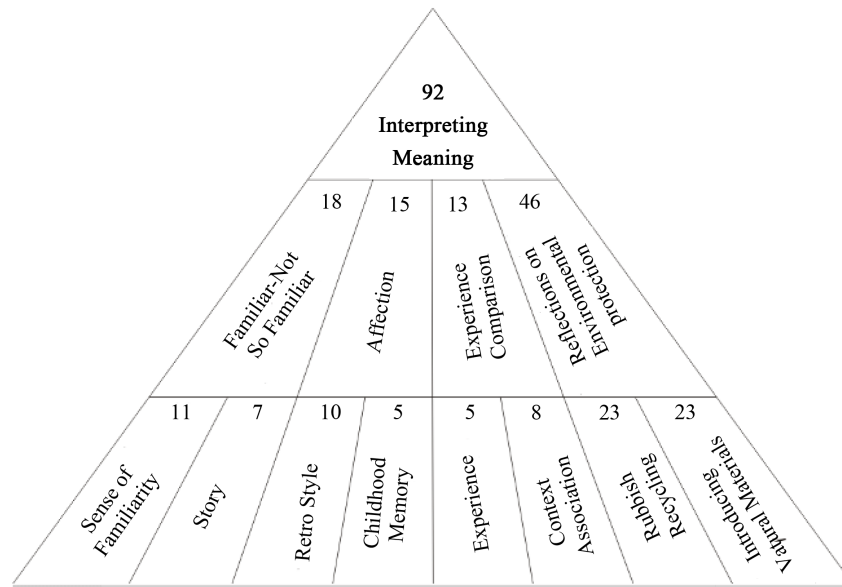 92
Interpreting
Meaning
18
15
13
46
Familiar-Not
So Familiar
Affection
Experience
Comparison
Reflections on
Environmental
protection
11
7
10
5
5
8
23
23
Sense of
Familiarity
Story
Retro Style
Childhood
Memory
Experience
Context
Association
Rubbish
Recycling
Introducing
Materials